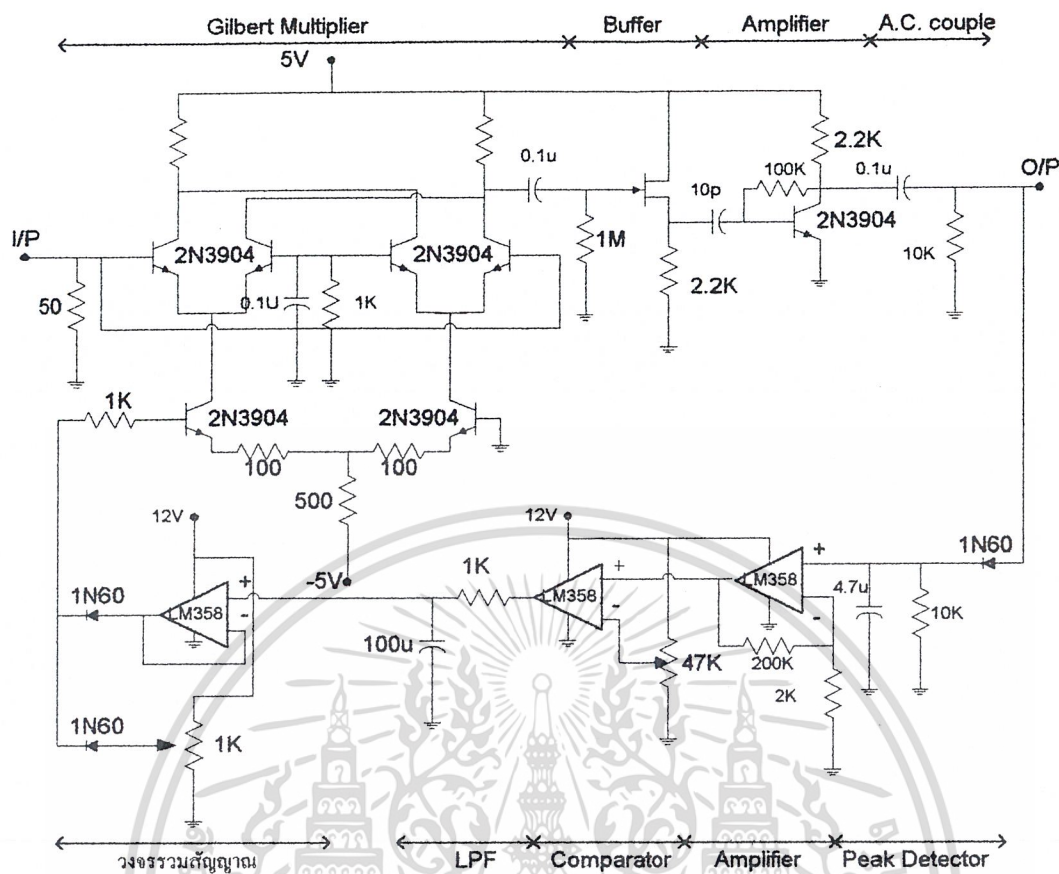 Gilbert Multiplier
Buffer
Amplifier
A.C. couple
5V
2.2K
0.1u
100K
0.1u
O/P
10p
I/P
2N3904
2N3904
2N3904
1M
10K
50
0.1U
1K
2.2K
1K
2N3904
2N3904
100
100
500
12V
12V
1N60
1K
+
+
+
1N60
LM358
-5V
LM358
LM358
4.7u
-
-
-
10K
100u
47K
200K
2K
1N60
1K
วงจรรวมสัญญาณ
LPF
Comparator
Amplifier
Peak Detector